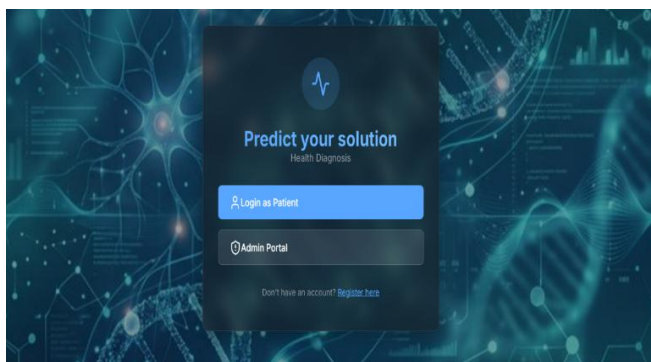 Predict your solution
Health Diagnosis
Login as Patient
Admin Portal
Don't have an account? Register here